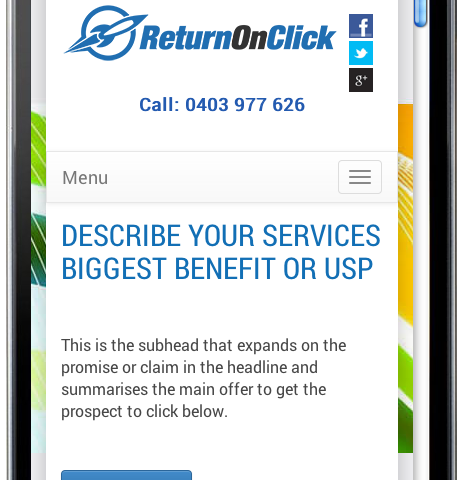 ReturnOnClick
f
g+
Call: 0403 977 626
Menu
DESCRIBE YOUR SERVICES
BIGGEST BENEFIT OR USP
This is the subhead that expands on the
promise or claim in the headline and
summarises the main offer to get the
prospect to click below.